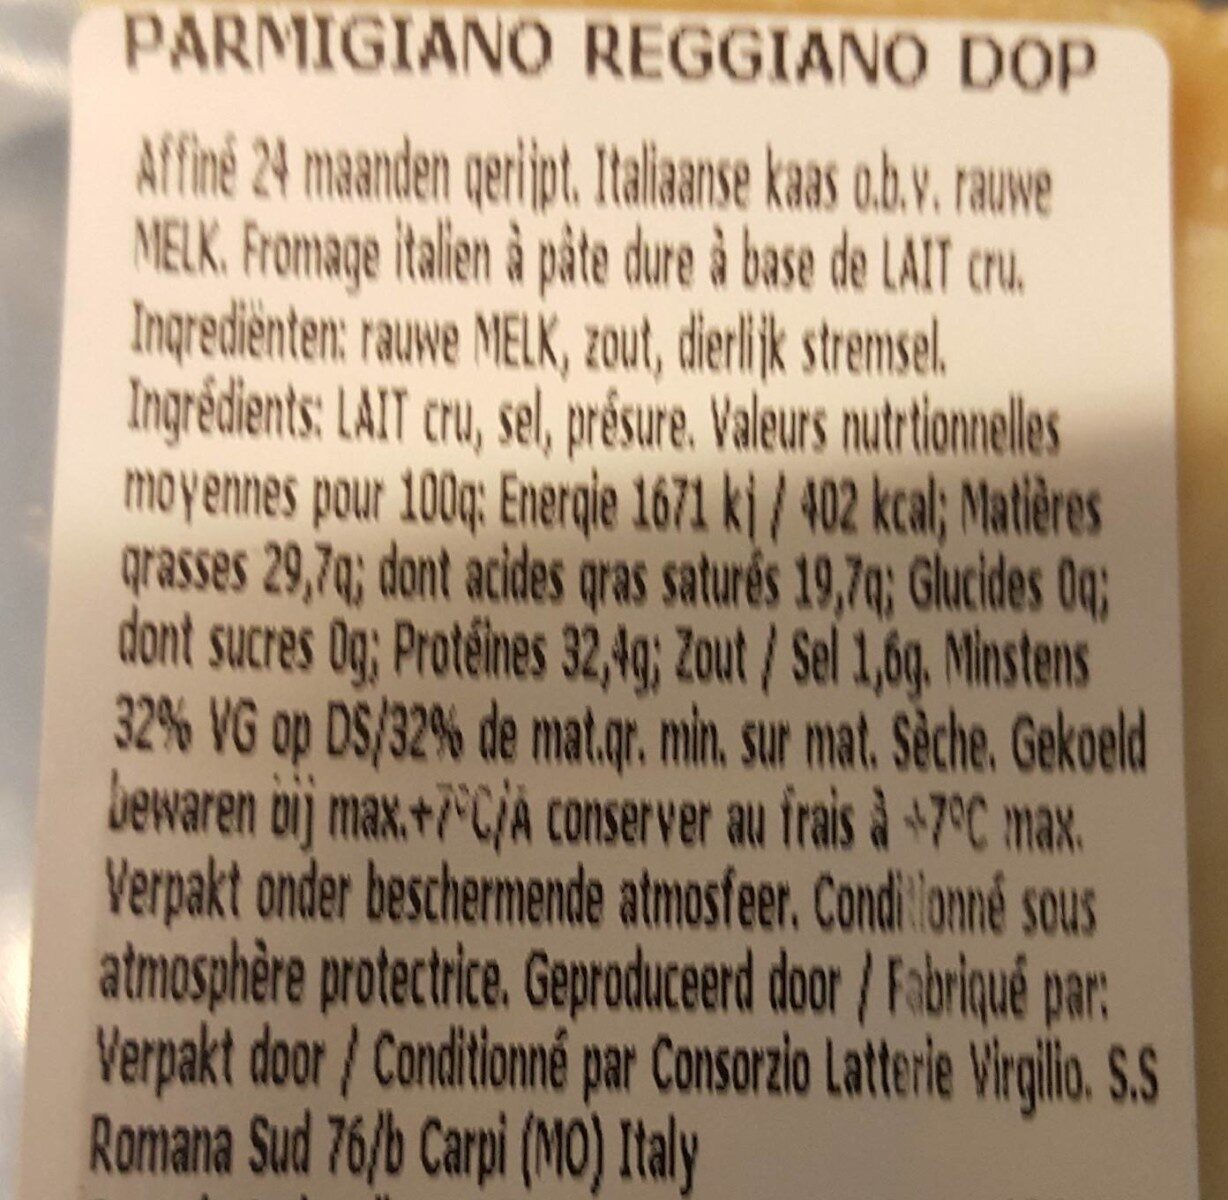 PARMIGIANO REGGIANO DOP
Affiné 24 maanden gerijpt. Italiaanse kaas o.b.v. rauwe
MELK. Fromage italien à pâte dure à base de LAIT cru.
Ingrediënten: rauwe MELK, zout, dierlijk stremsel.
Ingrédients: LAIT cru, sel, présure. Valeurs nutrtionnelles
moyennes pour 100g: Energie 1671 kj / 402 kcal; Matières
grasses 29,7g; dont acides gras saturés 19,7g; Glucides 0g;
dont sucres 0g; Protéines 32,4g; Zout / Sel 1,6g. Minstens
32% VG op DS/32% de mat.gr. min. sur mat. Sèche. Gekoeld
bewaren bij max.+7°C/A conserver au frais à +7°C max.
Verpakt onder beschermende atmosfeer. Conditionné sous
atmosphère protectrice. Geproduceerd door / Fabriqué par:
Verpakt door / Conditionné par Consorzio Latterie Virgilio. S.S
Romana Sud 76/b Carpi (MO) Italy